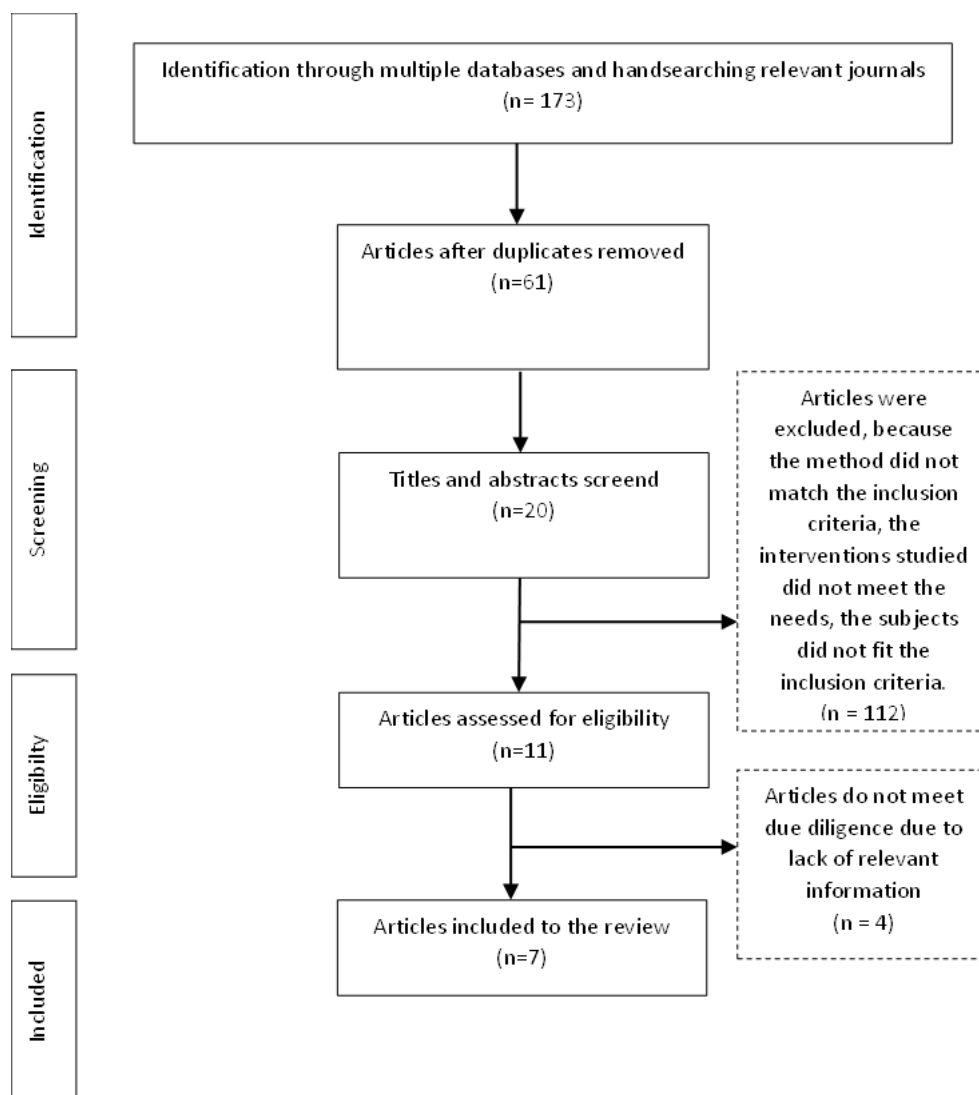 Identification
Identification through multiple databases and handsearching relevant journals
(n= 173)
Articles after duplicates removed
(n=61)
Screening
Titles and abstracts screend
(n=20)
Articles were
excluded, because
the method did not
match the inclusion
criteria, the
interventions studied
did not meet the
needs, the subjects
did not fit the
inclusion criteria.
(n = 112)
Eligibilty
Articles assessed for eligibility
(n=11)
Articles do not meet
due diligence due to
lack of relevant
information
(n = 4)
Included
Articles included to the review
(n=7)